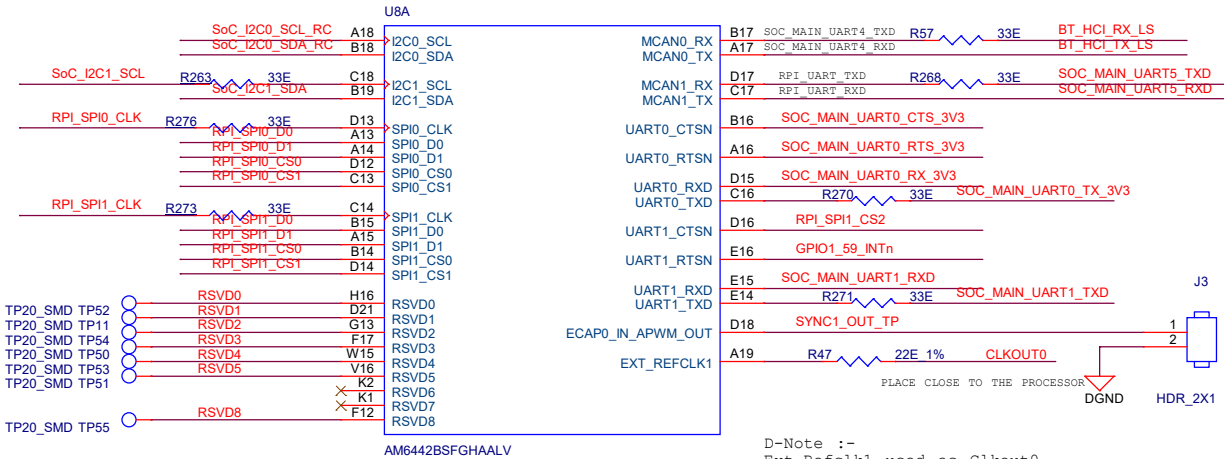 U8A
SoC_I2C0_SCL_RC A18 I2C0_SCL MCAN0_RX B17 SOC_MAIN_UART4_TXD R57 33E BT_HCI_RX_LS
SoC_I2C0_SDA_RC B18 I2C0_SDA MCAN0_TX A17 SOC_MAIN_UART4_RXD BT_HCI_TX_LS
SoC_I2C1_SCL R263 33E C18 I2C1_SCL MCAN1_RX D17 RPI_UART_TXD R268 33E SOC_MAIN_UART5_TXD
SoC_I2C1_SDA B19 I2C1_SDA MCAN1_TX C17 RPI_UART_RXD SOC_MAIN_UART5_RXD
RPI_SPI0_CLK R276 33E D13 SPI0_CLK UART0_CTSN B16 SOC_MAIN_UART0_CTS_3V3
RPI_SPI0_D0 A13 SPI0_D0
RPI_SPI0_D1 A14 SPI0_D1 UART0_RTSN A16 SOC_MAIN_UART0_RTS_3V3
RPI_SPI0_CS0 D12 SPI0_CS0
RPI_SPI0_CS1 C13 SPI0_CS1 UART0_RXD D15 SOC_MAIN_UART0_RX_3V3
UART0_TXD C16 R270 33E SOC_MAIN_UART0_TX_3V3
RPI_SPI1_CLK R273 33E C14 SPI1_CLK
RPI_SPI1_D0 B15 SPI1_D0 UART1_CTSN D16 RPI_SPI1_CS2
RPI_SPI1_D1 A15 SPI1_D1
RPI_SPI1_CS0 B14 SPI1_CS0 UART1_RTSN E16 GPIO1_59_INTn
RPI_SPI1_CS1 D14 SPI1_CS1
UART1_RXD E15 SOC_MAIN_UART1_RXD J3
TP20_SMD TP52 RSVD0 H16 RSVD0 UART1_TXD E14 R271 33E SOC_MAIN_UART1_TXD
TP20_SMD TP11 RSVD1 D21 RSVD1
TP20_SMD TP54 RSVD2 G13 RSVD2 ECAP0_IN_APWM_OUT D18 SYNC1_OUT_TP 1
TP20_SMD TP50 RSVD3 F17 RSVD3 2
TP20_SMD TP53 RSVD4 W15 RSVD4 EXT_REFCLK1 A19 R47 22E_1% CLKOUT0
TP20_SMD TP51 RSVD5 V16 RSVD5
K2 RSVD6 PLACE CLOSE TO THE PROCESSOR
K1 RSVD7 DGND HDR_2X1
TP20_SMD TP55 RSVD8 F12 RSVD8
AM6442BSFGHAALV
D-Note :-
Ext Refclk1 used as Clkout0